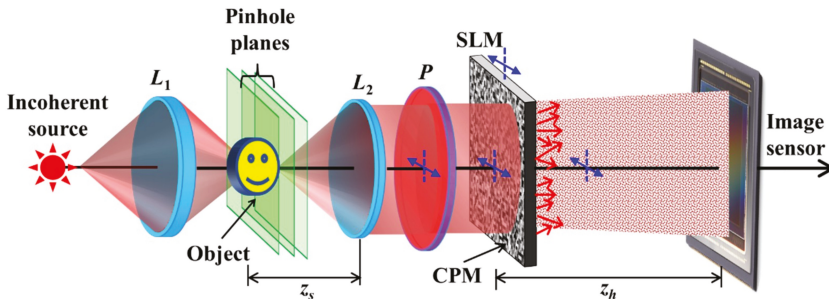 Pinhole
planes
SLM
L1
L2
P
Incoherent
source
Image
sensor
Object
CPM
zs
zh